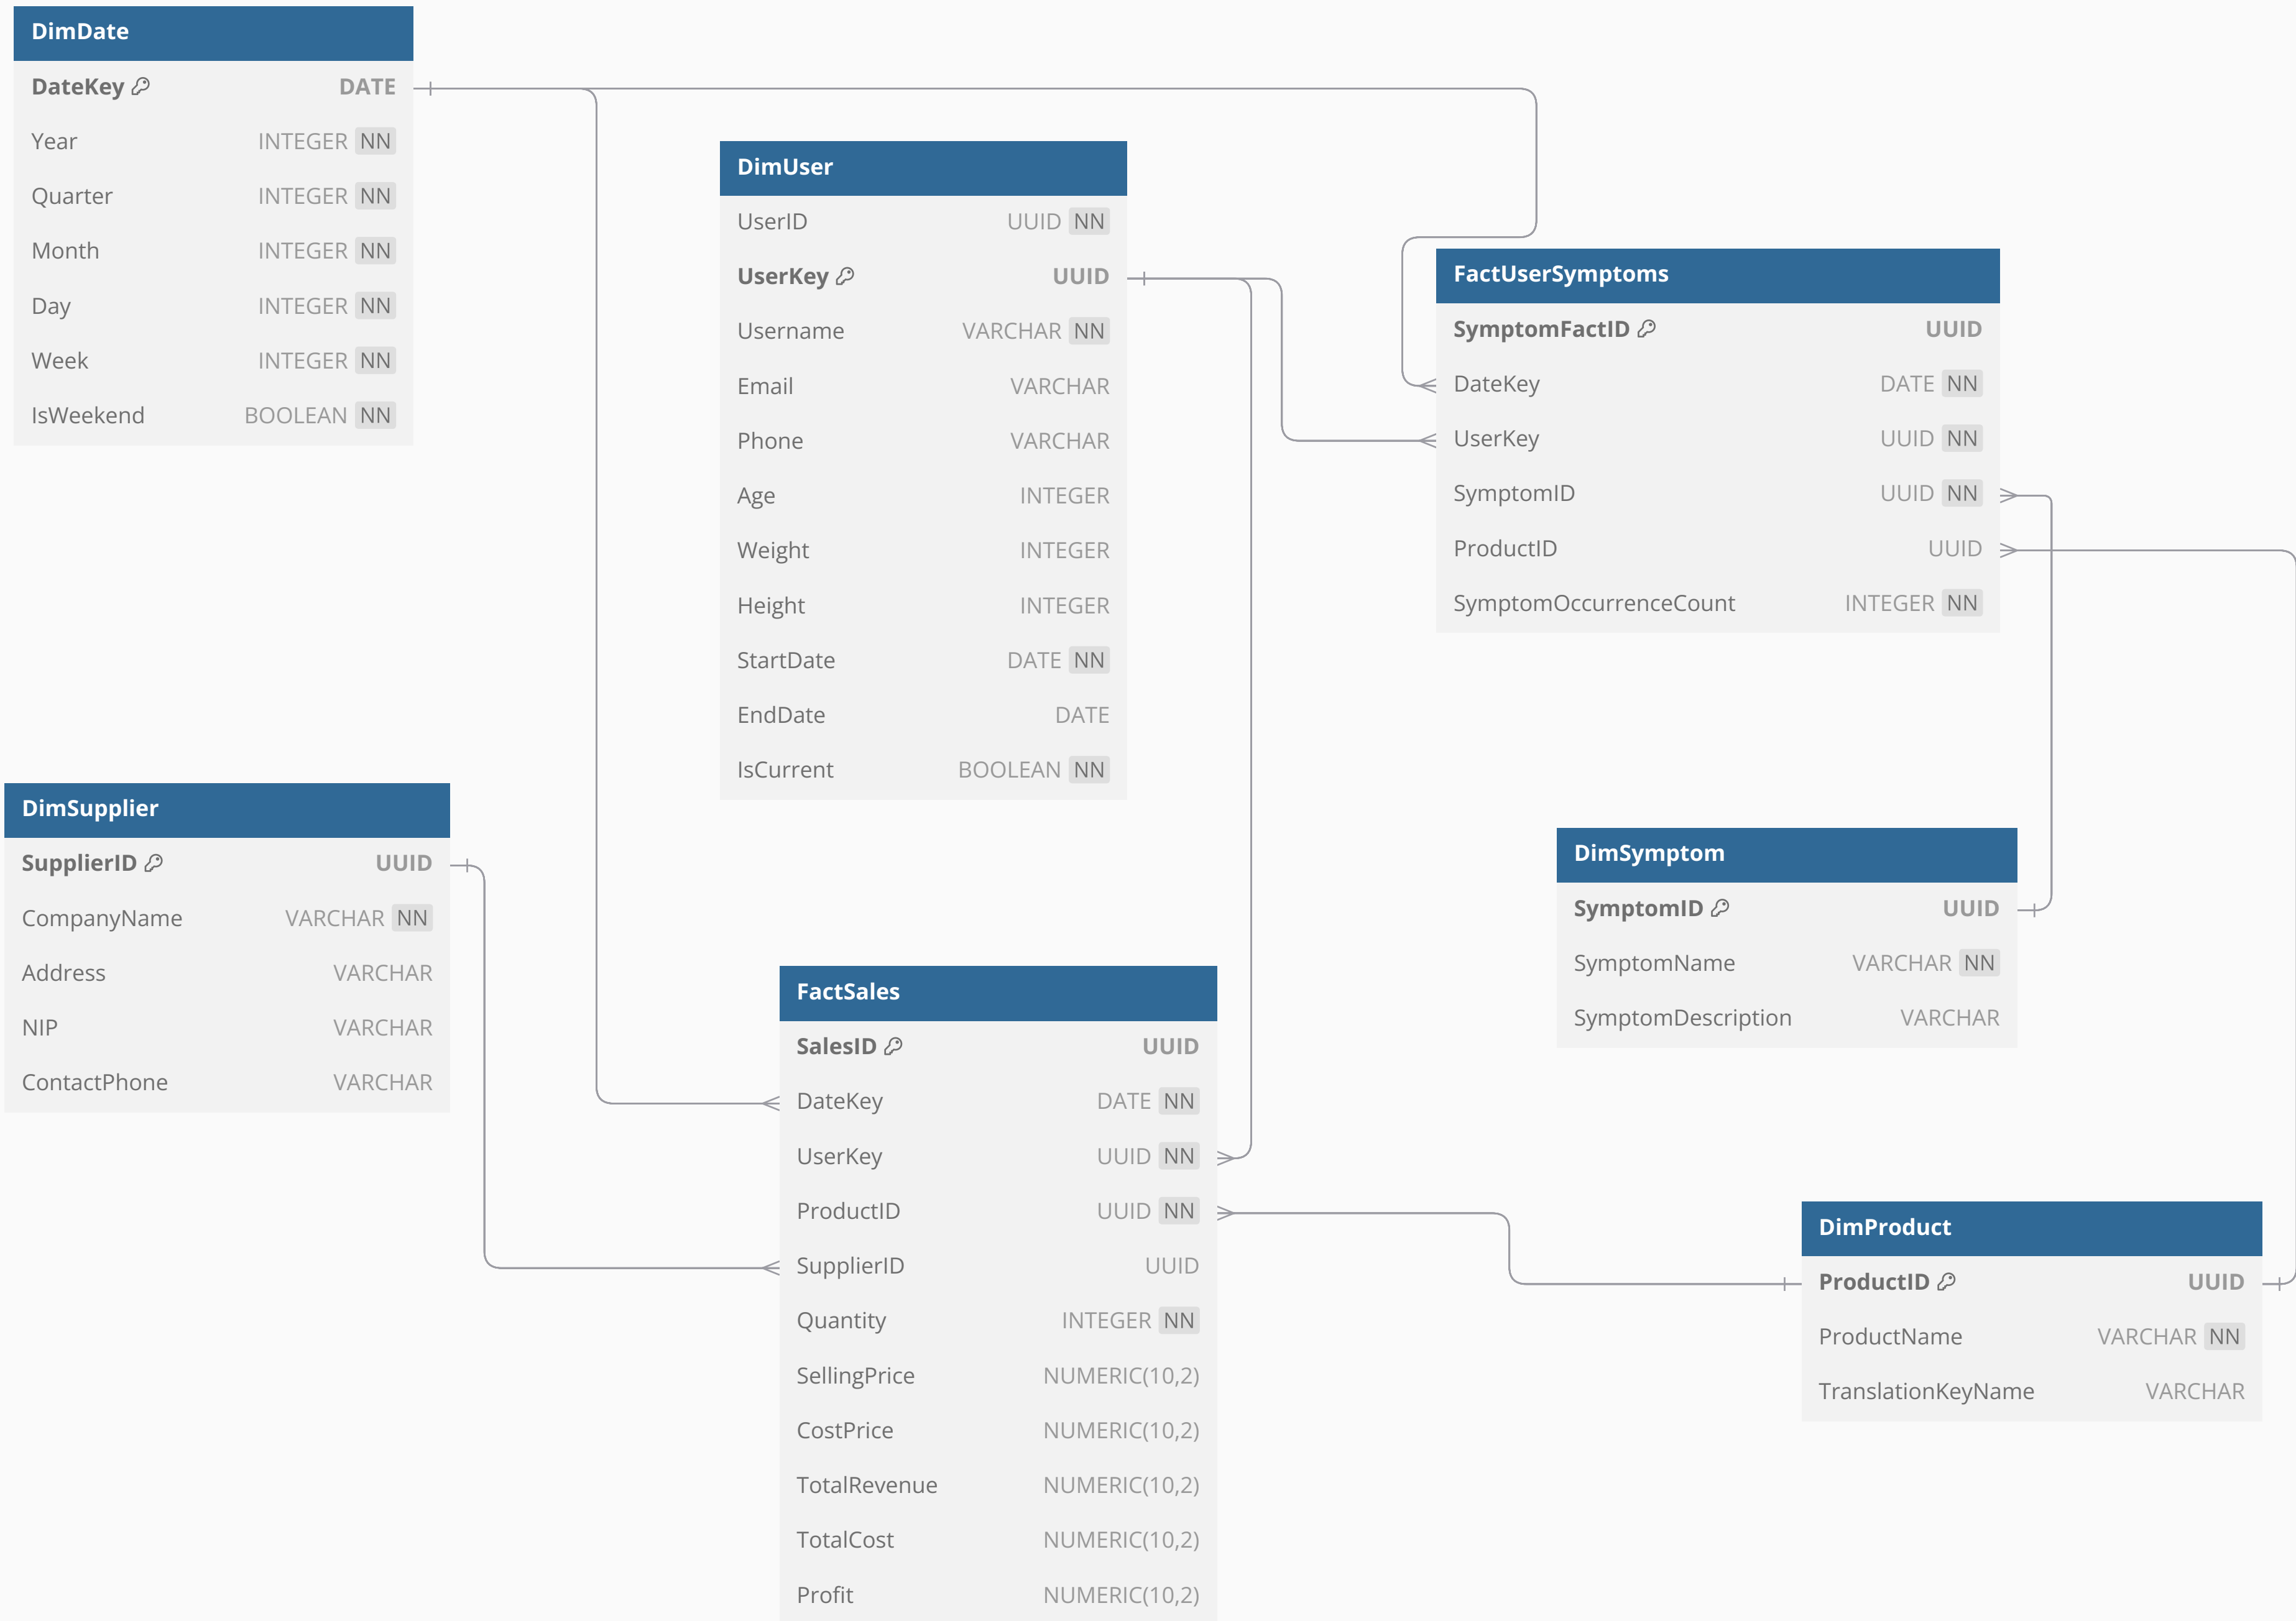 DimDate
DateKey DATE
Year INTEGER NN
Quarter INTEGER NN
Month INTEGER NN
Day INTEGER NN
Week INTEGER NN
IsWeekend BOOLEAN NN
DimUser
UserID UUID NN
UserKey UUID
Username VARCHAR NN
Email VARCHAR
Phone VARCHAR
Age INTEGER
Weight INTEGER
Height INTEGER
StartDate DATE NN
EndDate DATE
IsCurrent BOOLEAN NN
FactUserSymptoms
SymptomFactID UUID
DateKey DATE NN
UserKey UUID NN
SymptomID UUID NN
ProductID UUID
SymptomOccurrenceCount INTEGER NN
DimSupplier
SupplierID UUID
CompanyName VARCHAR NN
Address VARCHAR
NIP VARCHAR
ContactPhone VARCHAR
DimSymptom
SymptomID UUID
SymptomName VARCHAR NN
SymptomDescription VARCHAR
FactSales
SalesID UUID
DateKey DATE NN
UserKey UUID NN
ProductID UUID NN
SupplierID UUID
Quantity INTEGER NN
SellingPrice NUMERIC(10,2)
CostPrice NUMERIC(10,2)
TotalRevenue NUMERIC(10,2)
TotalCost NUMERIC(10,2)
Profit NUMERIC(10,2)
DimProduct
ProductID UUID
ProductName VARCHAR NN
TranslationKeyName VARCHAR